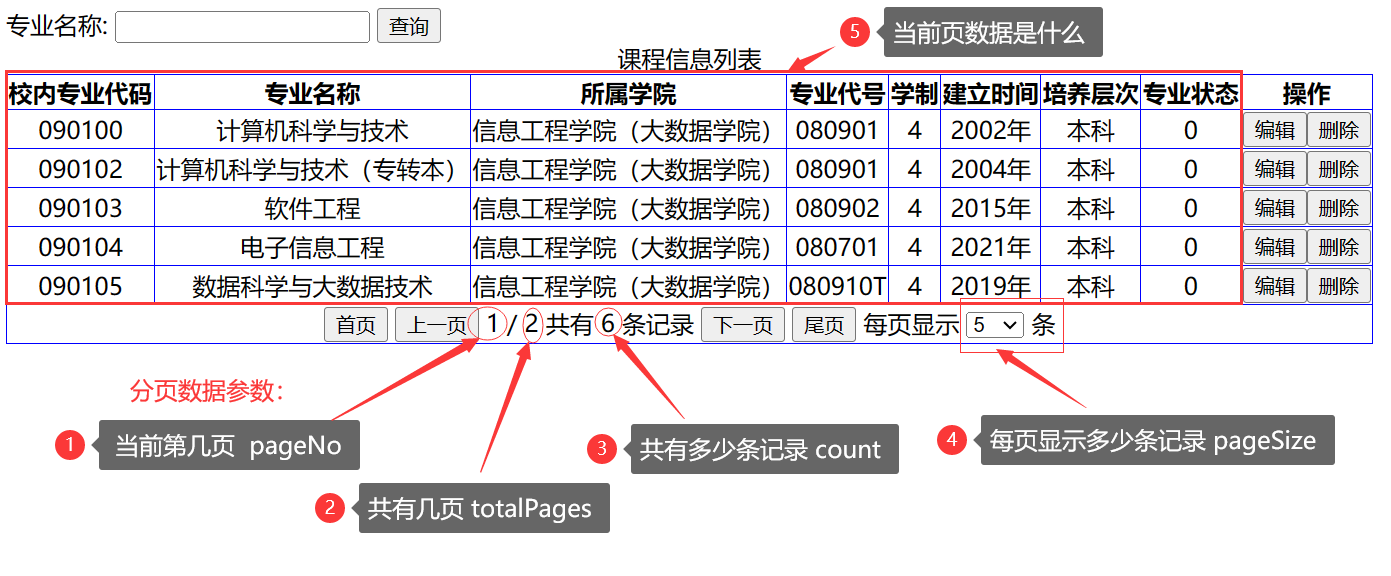 专业名称: 查询
5 当前页数据是什么
课程信息列表
校内专业代码 专业名称 所属学院 专业代号 学制 建立时间 培养层次 专业状态 操作
090100 计算机科学与技术 信息工程学院（大数据学院） 080901 4 2002年 本科 0 编辑 删除
090102 计算机科学与技术（专转本） 信息工程学院（大数据学院） 080901 4 2004年 本科 0 编辑 删除
090103 软件工程 信息工程学院（大数据学院） 080902 4 2015年 本科 0 编辑 删除
090104 电子信息工程 信息工程学院（大数据学院） 080701 4 2021年 本科 0 编辑 删除
090105 数据科学与大数据技术 信息工程学院（大数据学院） 080910T 4 2019年 本科 0 编辑 删除
首页 上一页 1 / 2 共有 6 条记录 下一页 尾页 每页显示 5 条
分页数据参数：
1 当前第几页 pageNo
3 共有多少条记录 count
4 每页显示多少条记录 pageSize
2 共有几页 totalPages